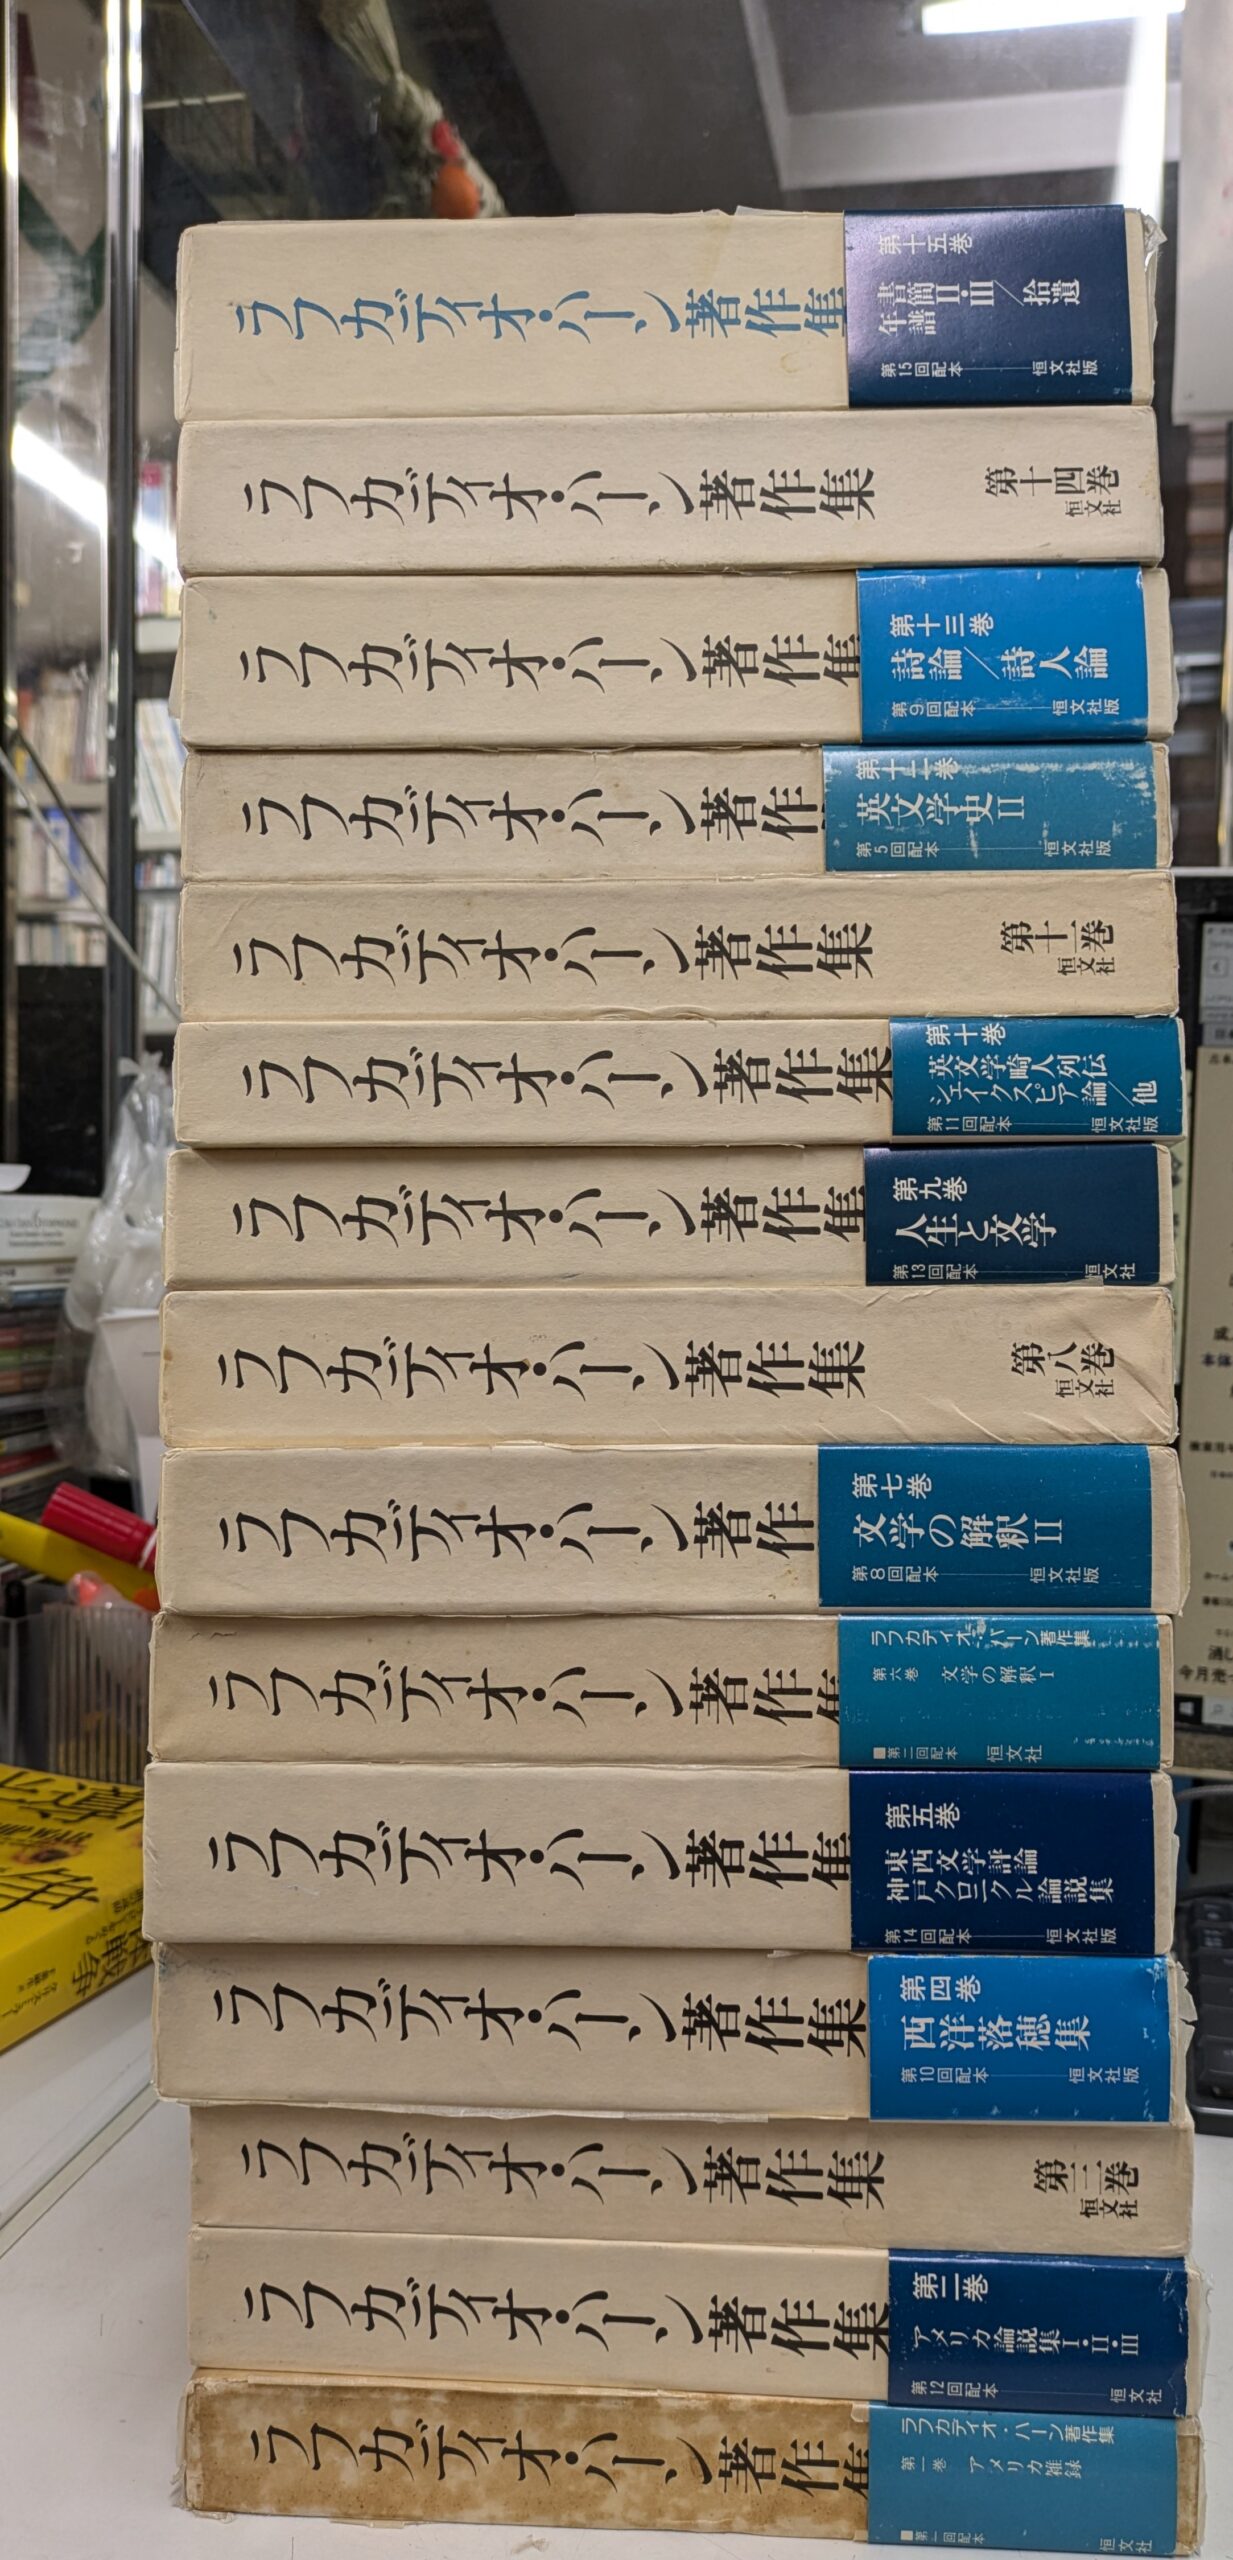 ラフカディオ・ハーン著作集
第十五巻
書簡II・III／拾遺
年譜
第15回配本
恒文社版
ラフカディオ・ハーン著作集
第十四巻
恒文社
ラフカディオ・ハーン著作集
第十三巻
詩論／詩人論
第9回配本
恒文社版
ラフカディオ・ハーン著作
第十二巻
英文学史II
第5回配本
恒文社版
ラフカディオ・ハーン著作集
第十一巻
恒文社
ラフカディオ・ハーン著作集
第十巻
英文学畸人列伝
シェイクスピア論／他
第11回配本
恒文社版
ラフカディオ・ハーン著作集
第九巻
人生と文学
第13回配本
恒文社
ラフカディオ・ハーン著作集
第八巻
恒文社
ラフカディオ・ハーン著作
第七巻
文学の解釈II
第8回配本
恒文社版
ラフカディオ・ハーン著作集
ラフカディオ・ハーン著作集
第六巻 文学の解釈I
■第二回配本
恒文社
ラフカディオ・ハーン著作集
第五巻
東西文学評論
神戸クロニクル論説集
第14回配本
恒文社版
ラフカディオ・ハーン著作集
第四巻
西洋落穂集
第10回配本
恒文社版
ラフカディオ・ハーン著作集
第三巻
恒文社
ラフカディオ・ハーン著作集
第二巻
アメリカ論説集I・II・III
第12回配本
恒文社
ラフカディオ・ハーン著作集
ラフカディオ・ハーン著作集
第一巻 アメリカ雑録
■第一回配本
恒文社
戦争